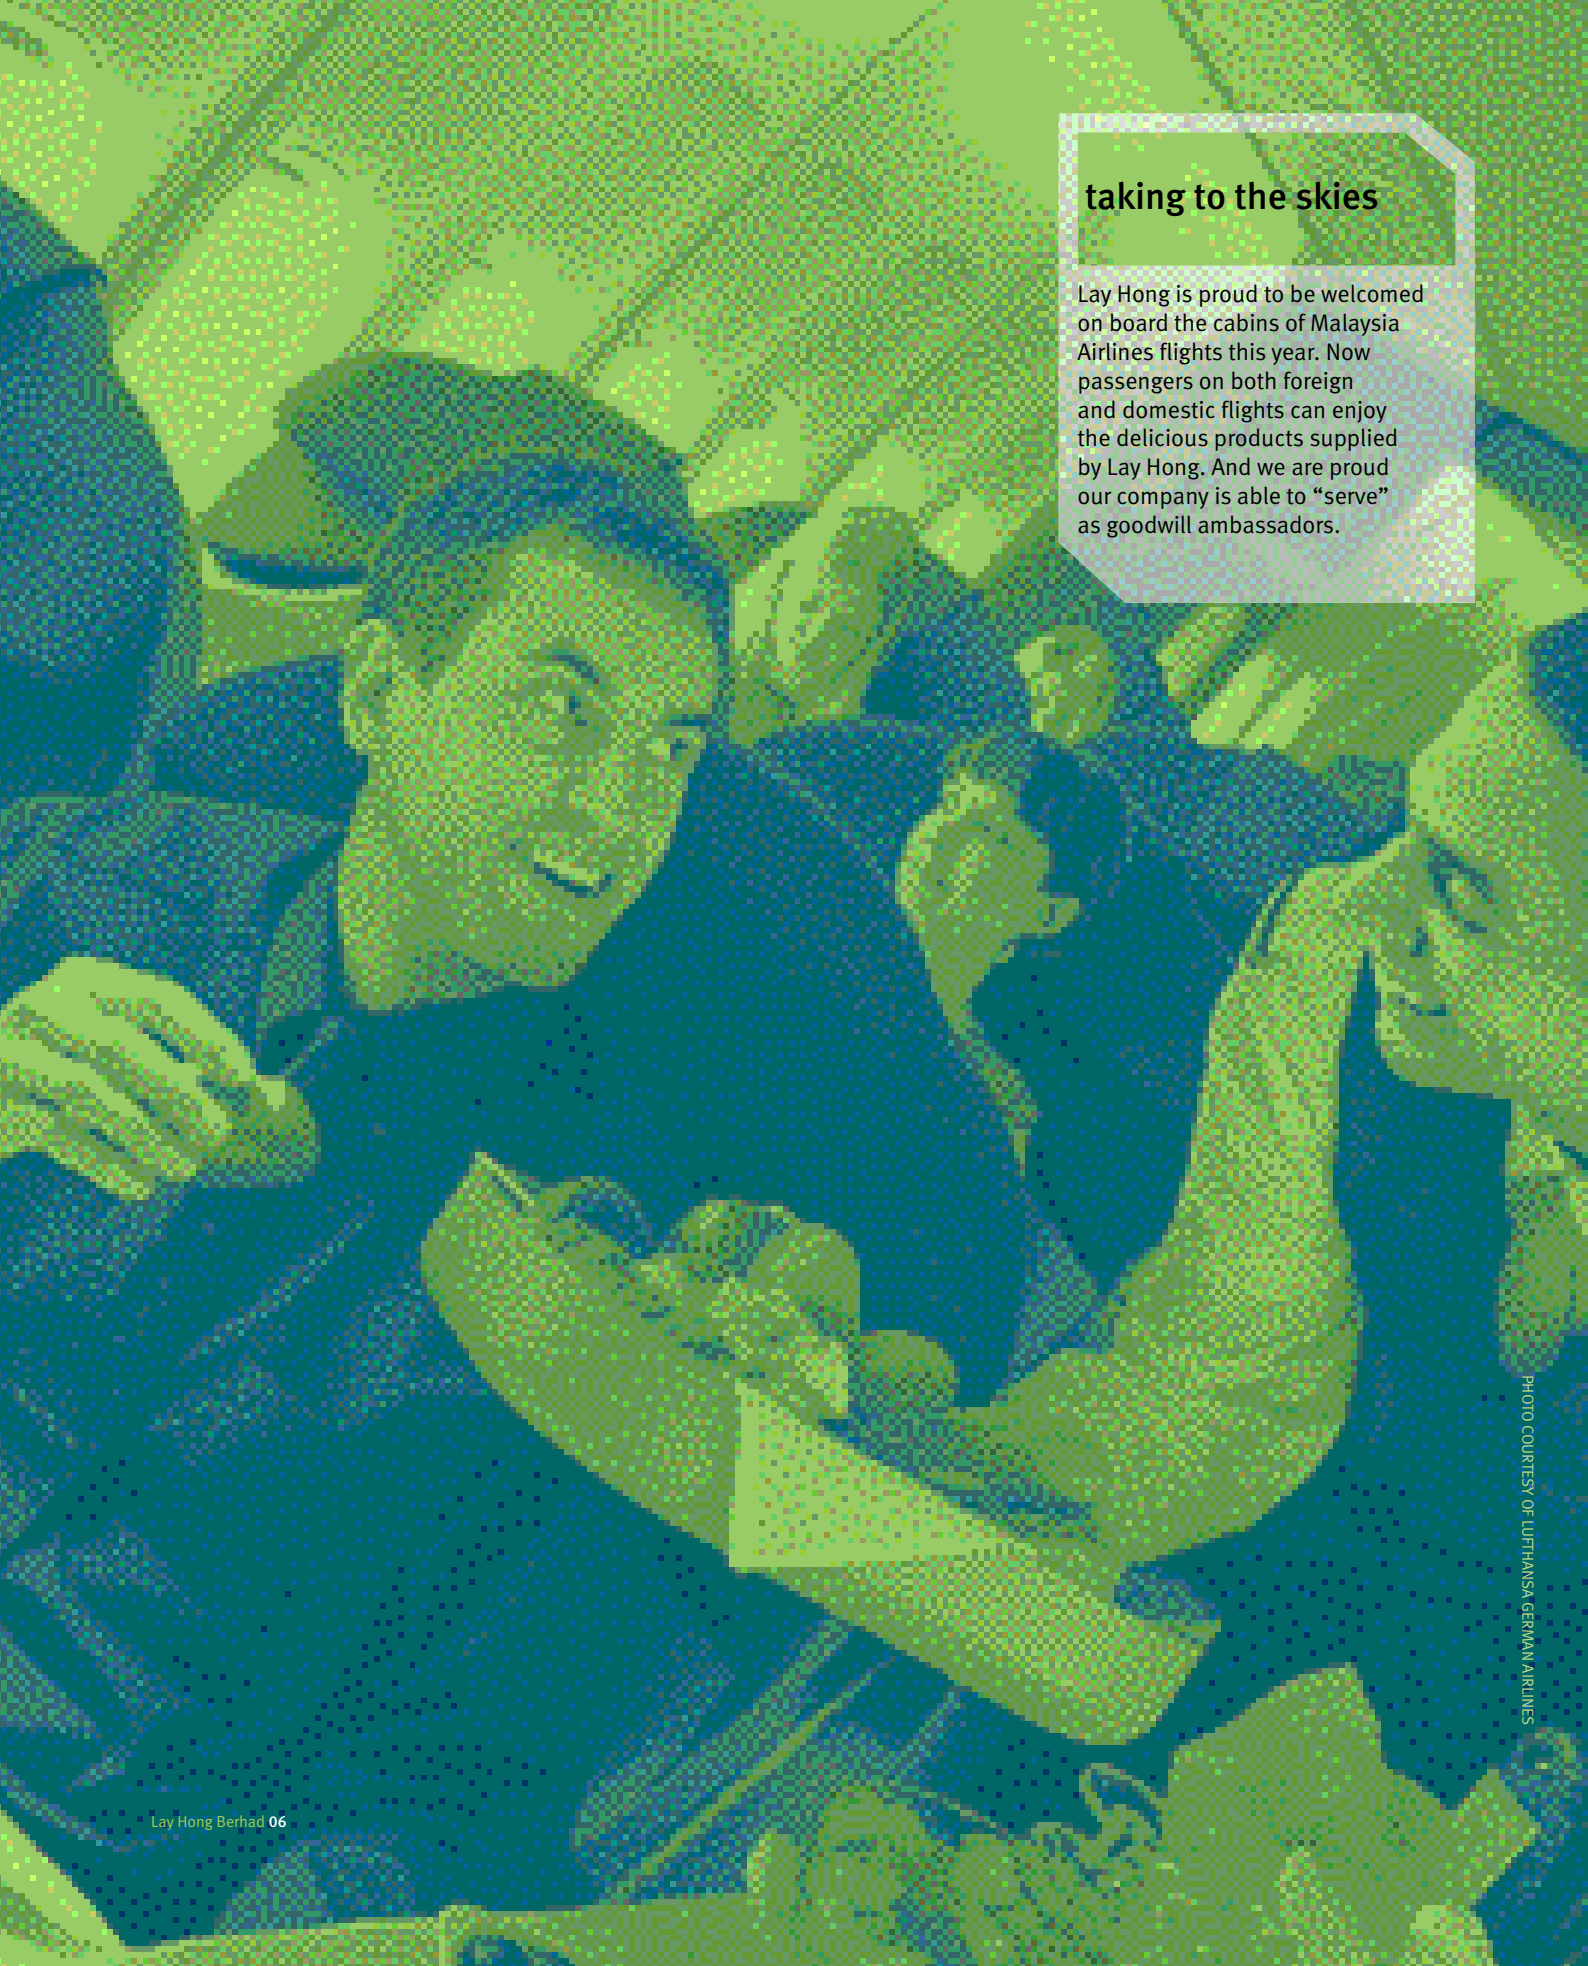 taking to the skies
Lay Hong is proud to be welcomed
on board the cabins of Malaysia
Airlines flights this year. Now
passengers on both foreign
and domestic flights can enjoy
the delicious products supplied
by Lay Hong. And we are proud
our company is able to “serve”
as goodwill ambassadors.
PHOTO COURTESY OF LUFTHANSA GERMAN AIRLINES
Lay Hong Berhad 06